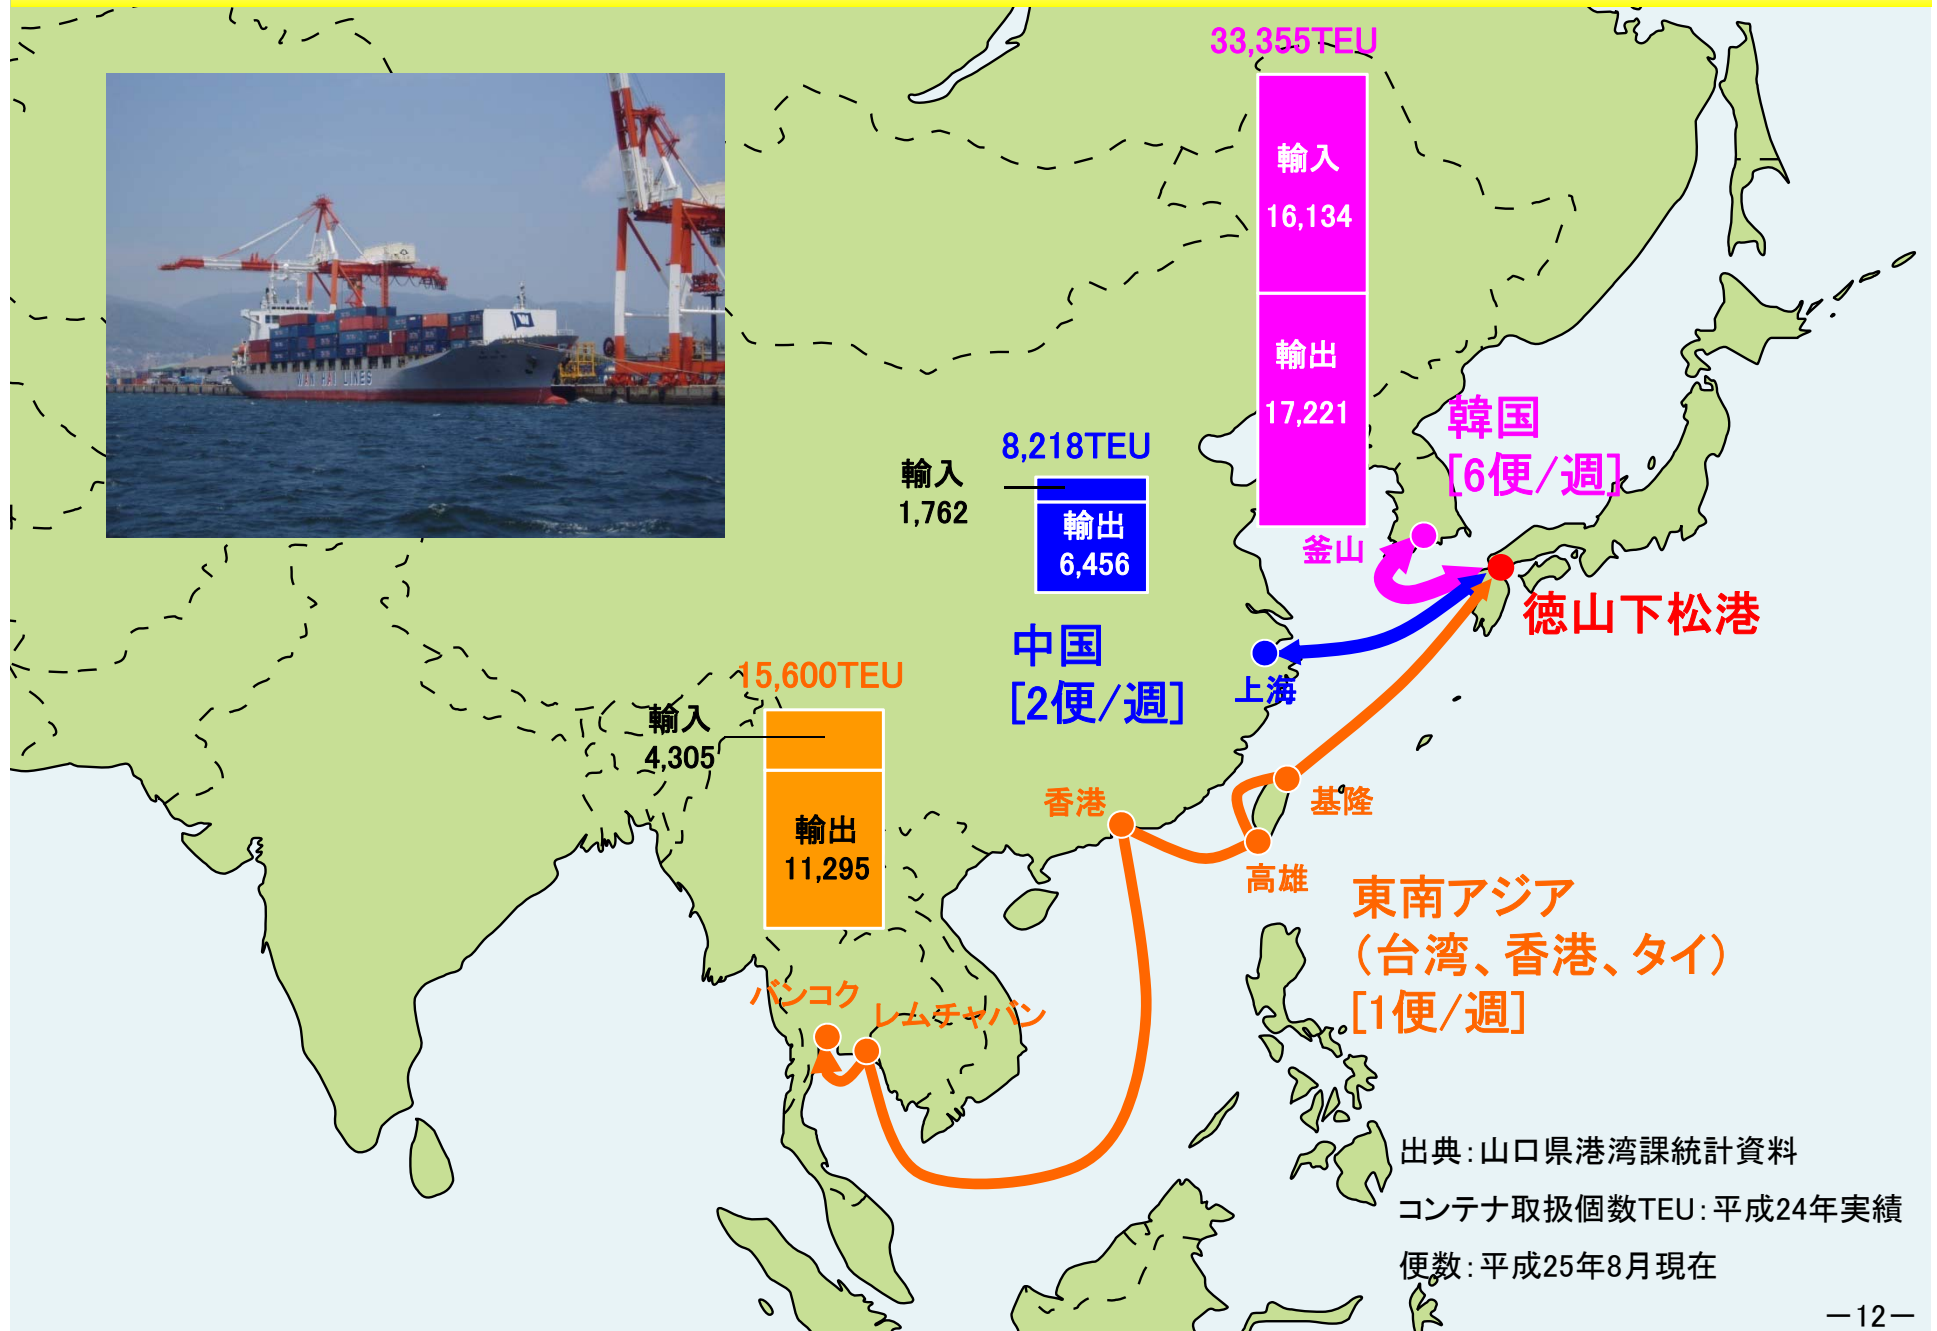 33,355TEU
輸入
16,134
輸出
17,221
WAN HAI LINES
韓国
[6便/週]
釜山
8,218TEU
輸入
1,762
輸出
6,456
中国
[2便/週]
上海
徳山下松港
15,600TEU
輸入
4,305
輸出
11,295
香港
基隆
高雄
東南アジア
(台湾、香港、タイ)
[1便/週]
バンコク
レムチャバン
出典:山口県港湾課統計資料
コンテナ取扱個数TEU:平成24年実績
便数:平成25年8月現在
-12-